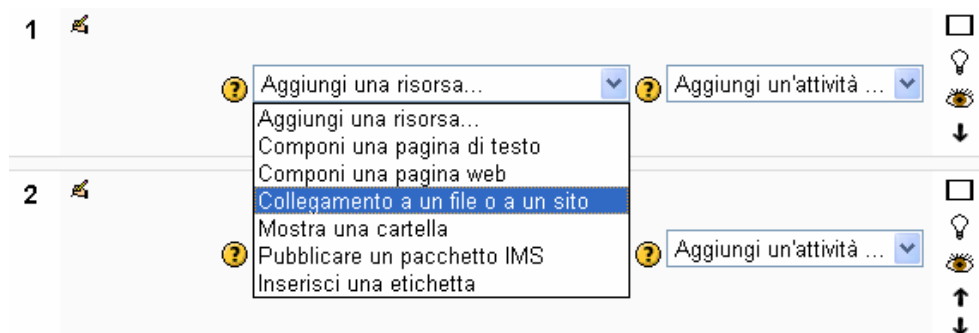 1
Aggiungi una risorsa... Aggiungi un'attività ...
Aggiungi una risorsa...
Componi una pagina di testo
Componi una pagina web
Collegamento a un file o a un sito
2
Mostra una cartella
Pubblicare un pacchetto IMS Aggiungi un'attività ...
Inserisci una etichetta